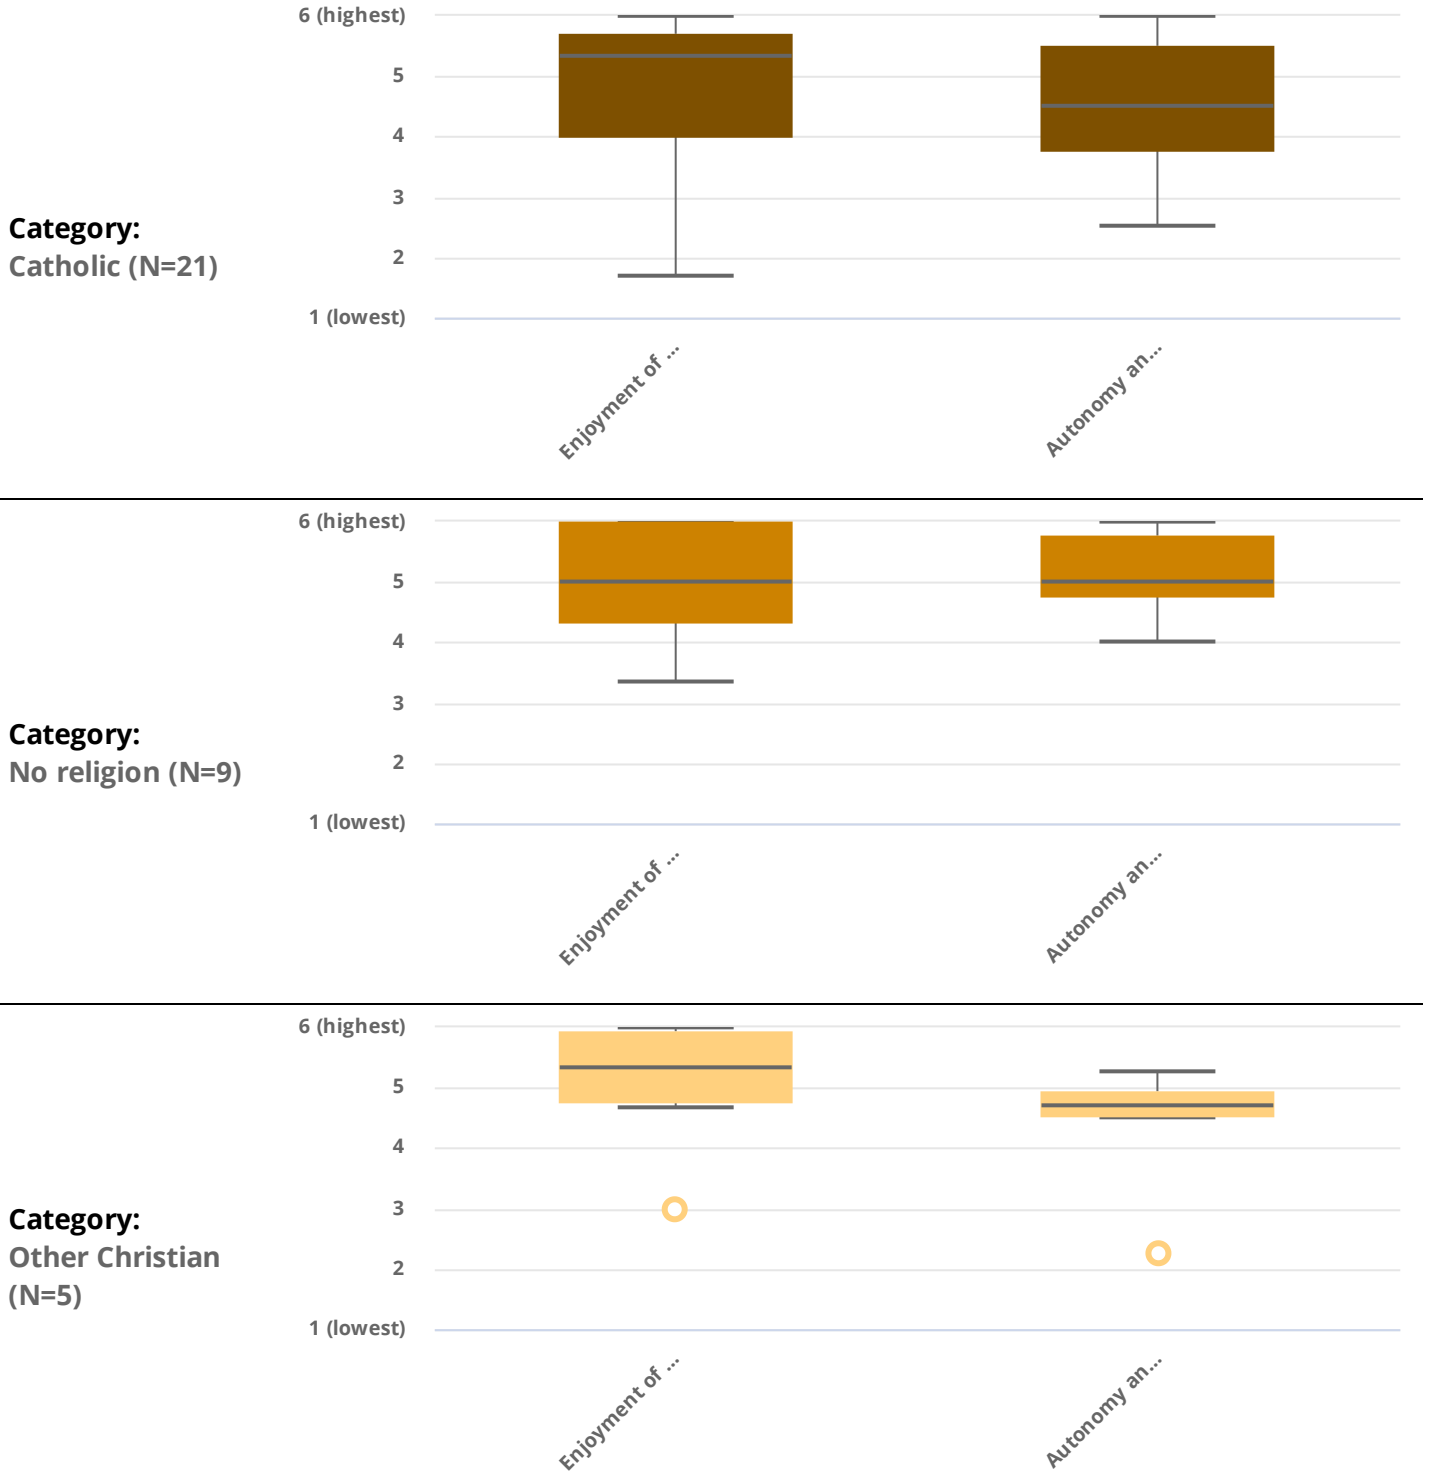 6 (highest)
5
4
3
2
1 (lowest)
Category:
Catholic (N=21)
Enjoyment of ...
Autonomy an...
6 (highest)
5
4
3
2
1 (lowest)
Category:
No religion (N=9)
Enjoyment of ...
Autonomy an...
6 (highest)
5
4
3
2
1 (lowest)
Category:
Other Christian
(N=5)
Enjoyment of ...
Autonomy an...